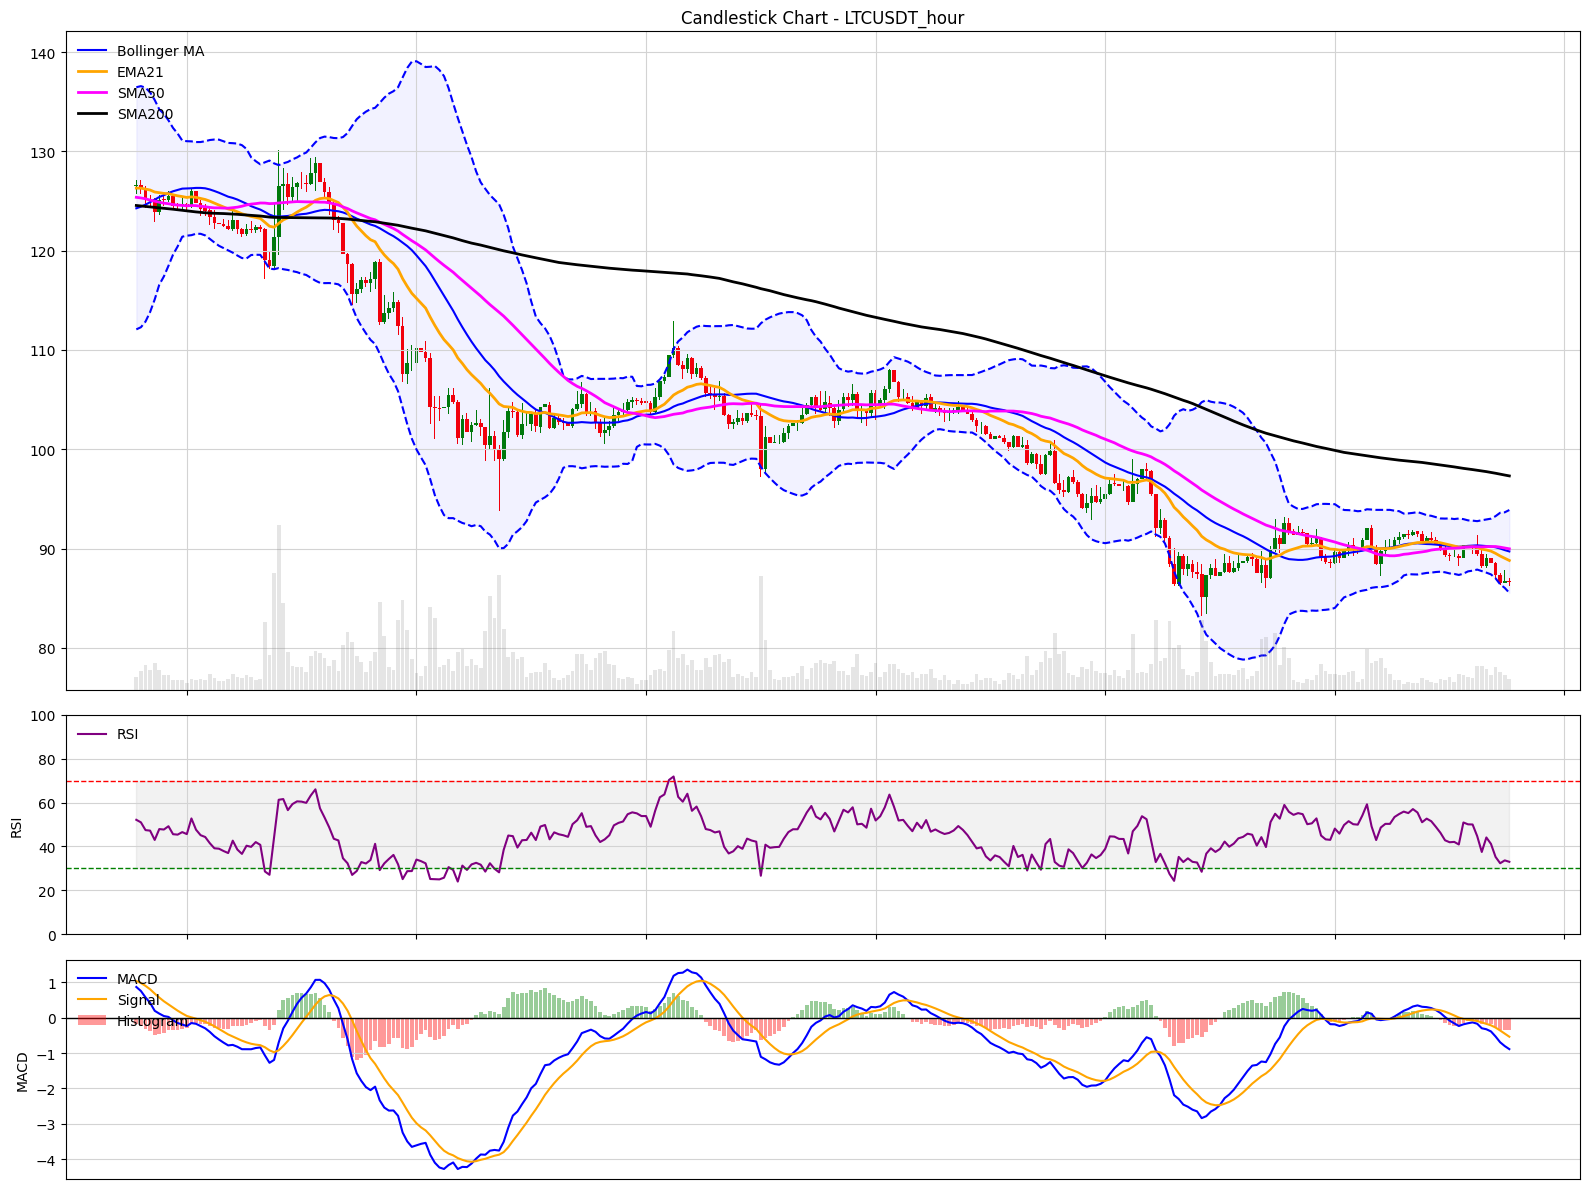 Candlestick Chart - LTCUSDT_hour
140
130
120
110
100
90
80
Bollinger MA
EMA21
SMA50
SMA200
100
80
60
40
20
0
RSI
RSI
1
0
−1
−2
−3
−4
MACD
MACD
Signal
Histogram